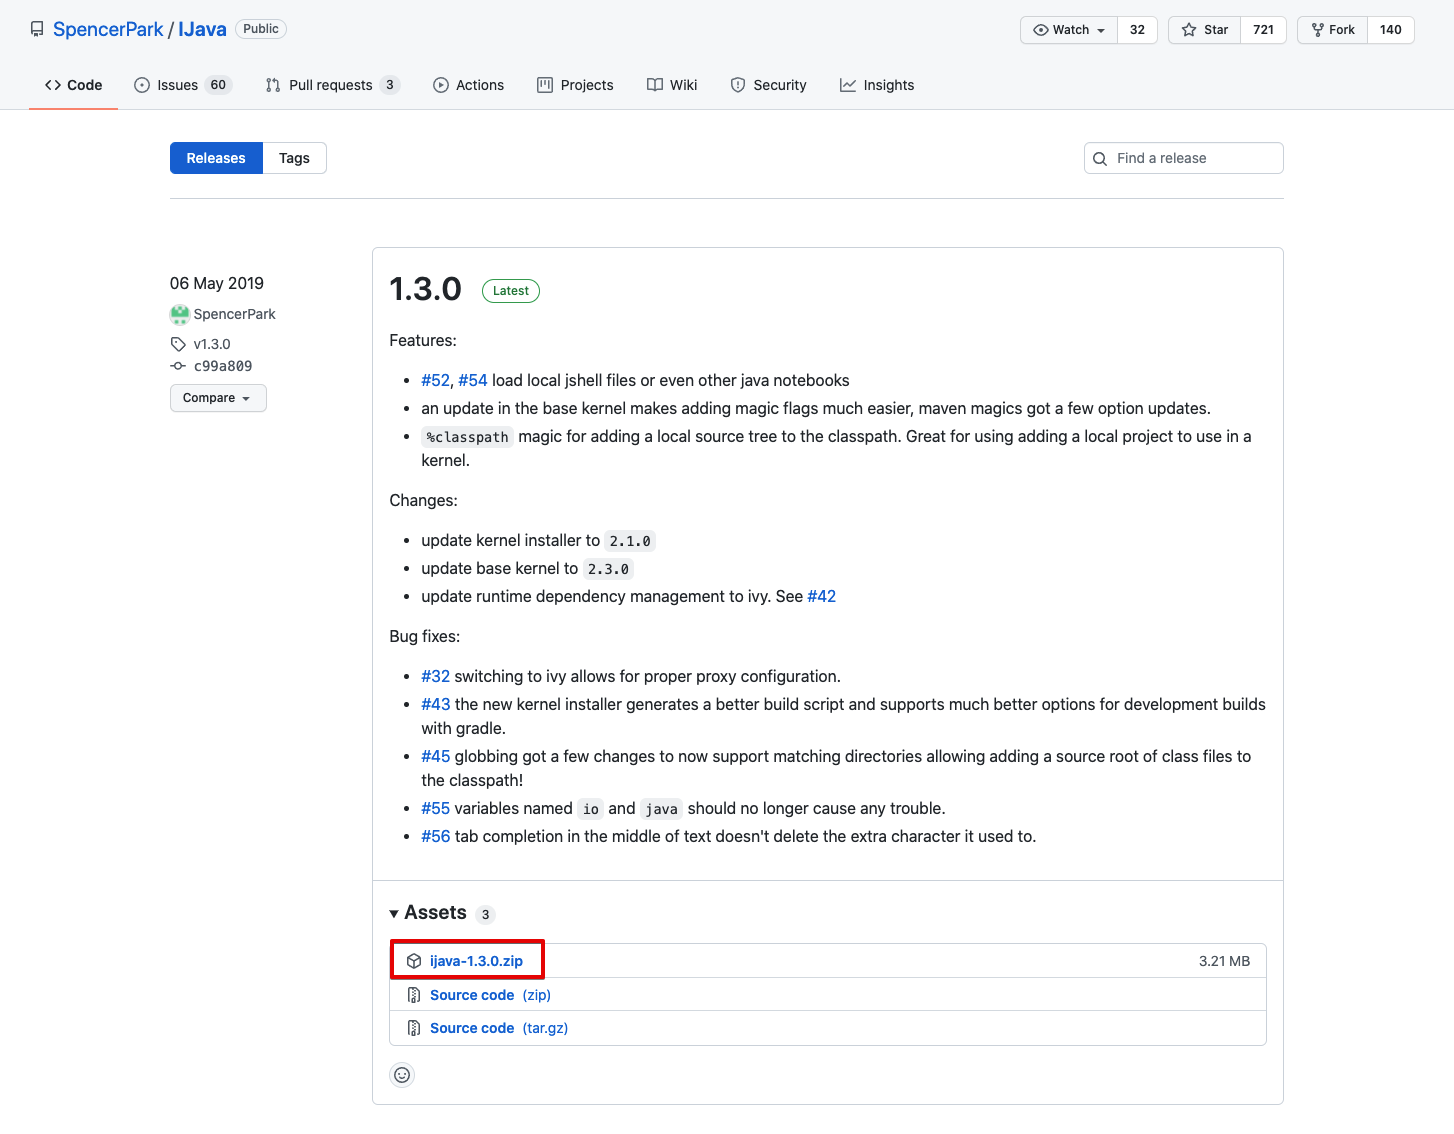 SpencerPark / IJava Public
Watch 32 Star 721 Fork 140
Code Issues 60 Pull requests 3 Actions Projects Wiki Security Insights
Releases Tags Find a release
06 May 2019
SpencerPark
v1.3.0
c99a809
Compare
1.3.0 Latest
Features:
#52, #54 load local jshell files or even other java notebooks
an update in the base kernel makes adding magic flags much easier, maven magics got a few option updates.
%classpath magic for adding a local source tree to the classpath. Great for using adding a local project to use in a
kernel.
Changes:
update kernel installer to 2.1.0
update base kernel to 2.3.0
update runtime dependency management to ivy. See #42
Bug fixes:
#32 switching to ivy allows for proper proxy configuration.
#43 the new kernel installer generates a better build script and supports much better options for development builds
with gradle.
#45 globbing got a few changes to now support matching directories allowing adding a source root of class files to
the classpath!
#55 variables named io and java should no longer cause any trouble.
#56 tab completion in the middle of text doesn't delete the extra character it used to.
Assets 3
ijava-1.3.0.zip 3.21 MB
Source code (zip)
Source code (tar.gz)